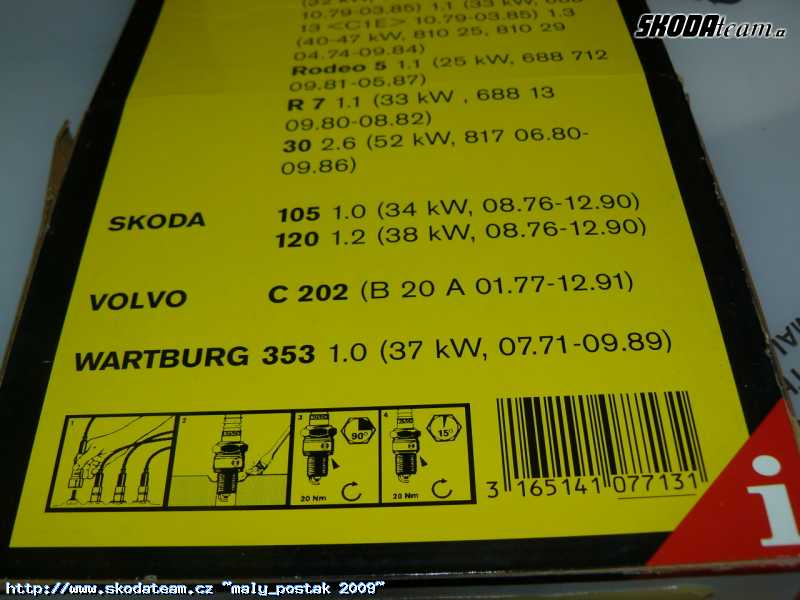 10.79-03.85) 1.1 (33 kW, 688
13 <C1E> 10.79-03.85) 1.3
(40-47 kW, 810 25, 810 29
04.74-09.84)
Rodeo 5 1.1 (25 kW, 688 712
09.81-05.87)
R 7 1.1 (33 kW , 688 13
09.80-08.82)
30 2.6 (52 kW, 817 06.80-
09.86)
SKODA 105 1.0 (34 kW, 08.76-12.90)
120 1.2 (38 kW, 08.76-12.90)
VOLVO C 202 (B 20 A 01.77-12.91)
WARTBURG 353 1.0 (37 kW, 07.71-09.89)
1 2 3 4
90° 15°
20 Nm 20 Nm
3 165141 077131
i
SKODAteam.cz
http://www.skodateam.cz ~maly_postak 2009~